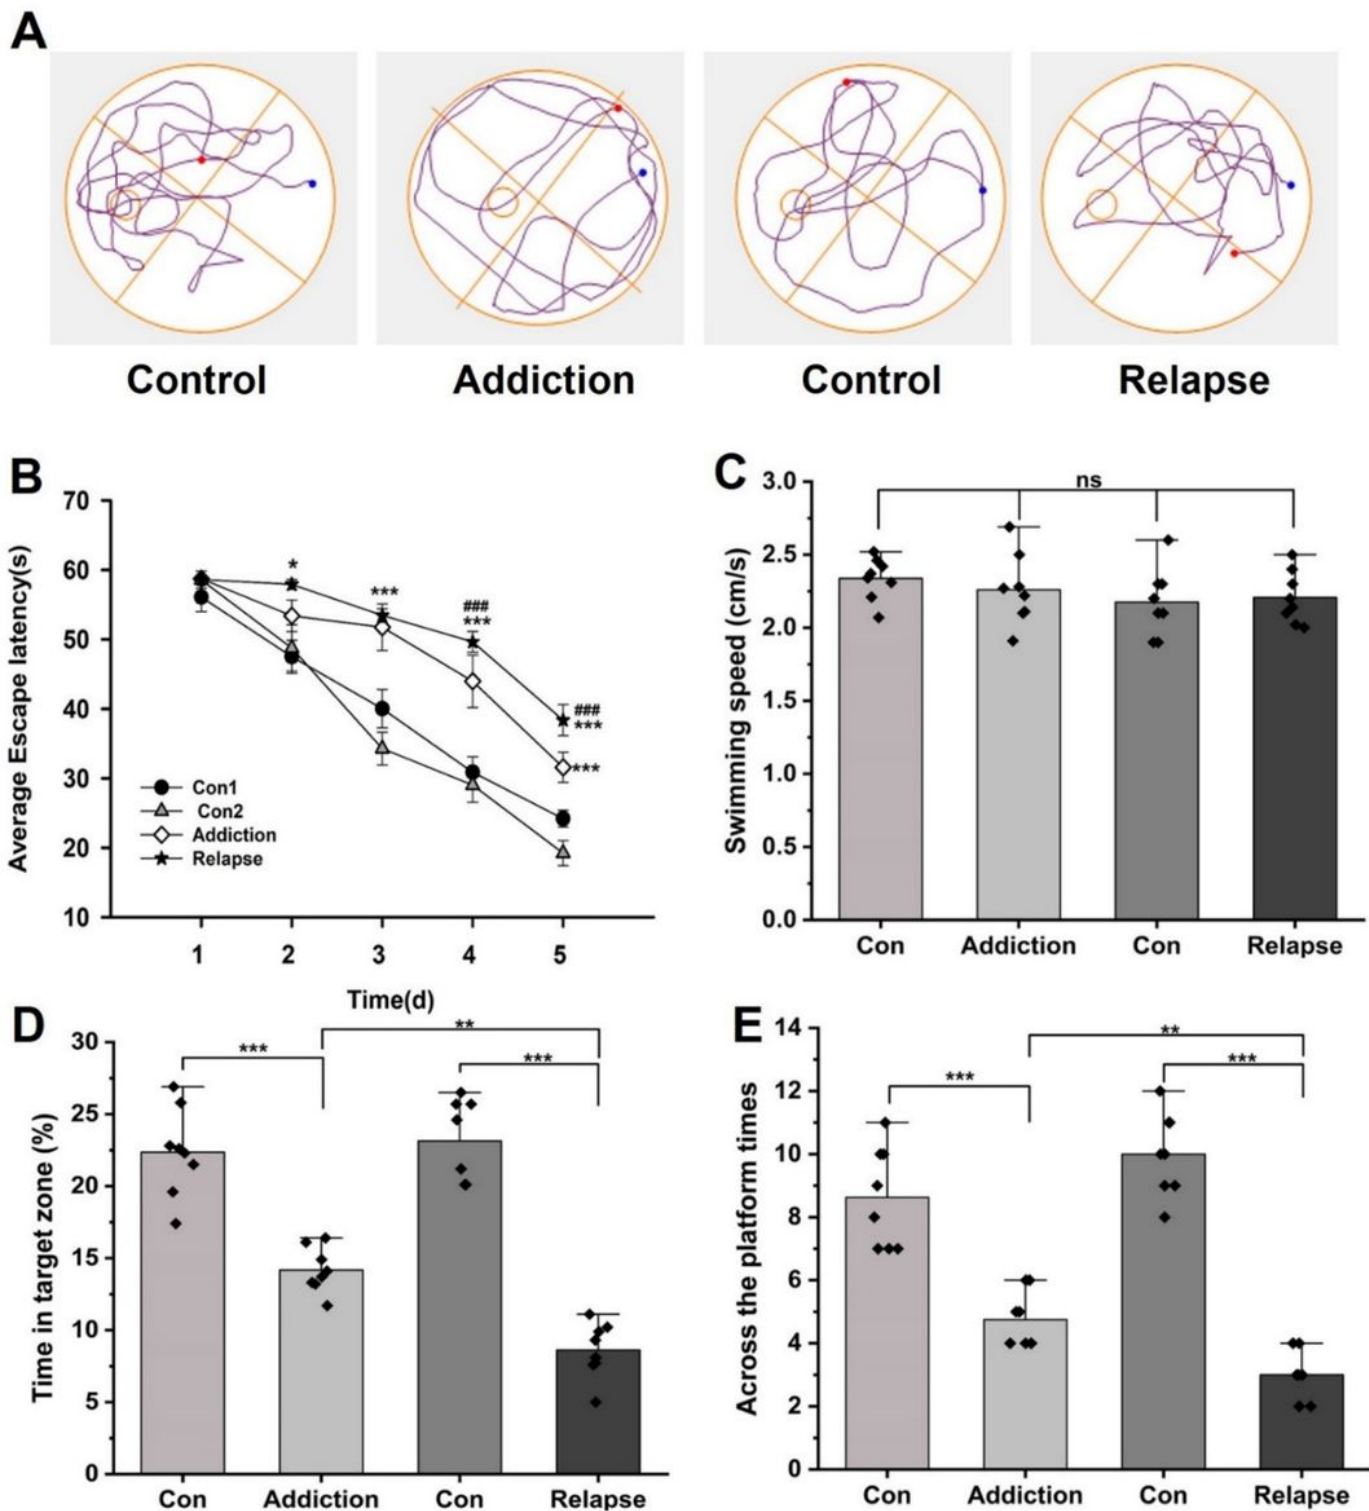 A
Control
Addiction
Control
Relapse
B
70
60
50
40
30
20
10
Average Escape latency(s)
*
***
###
***
###
***
***
Con1
Con2
Addiction
Relapse
1 2 3 4 5
Time(d)
C
3.0
2.5
2.0
1.5
1.0
0.5
0.0
Swimming speed (cm/s)
ns
Con Addiction Con Relapse
D
30
25
20
15
10
5
0
Time in target zone (%)
***
**
***
Con Addiction Con Relapse
E
14
12
10
8
6
4
2
0
Across the platform times
***
**
***
Con Addiction Con Relapse